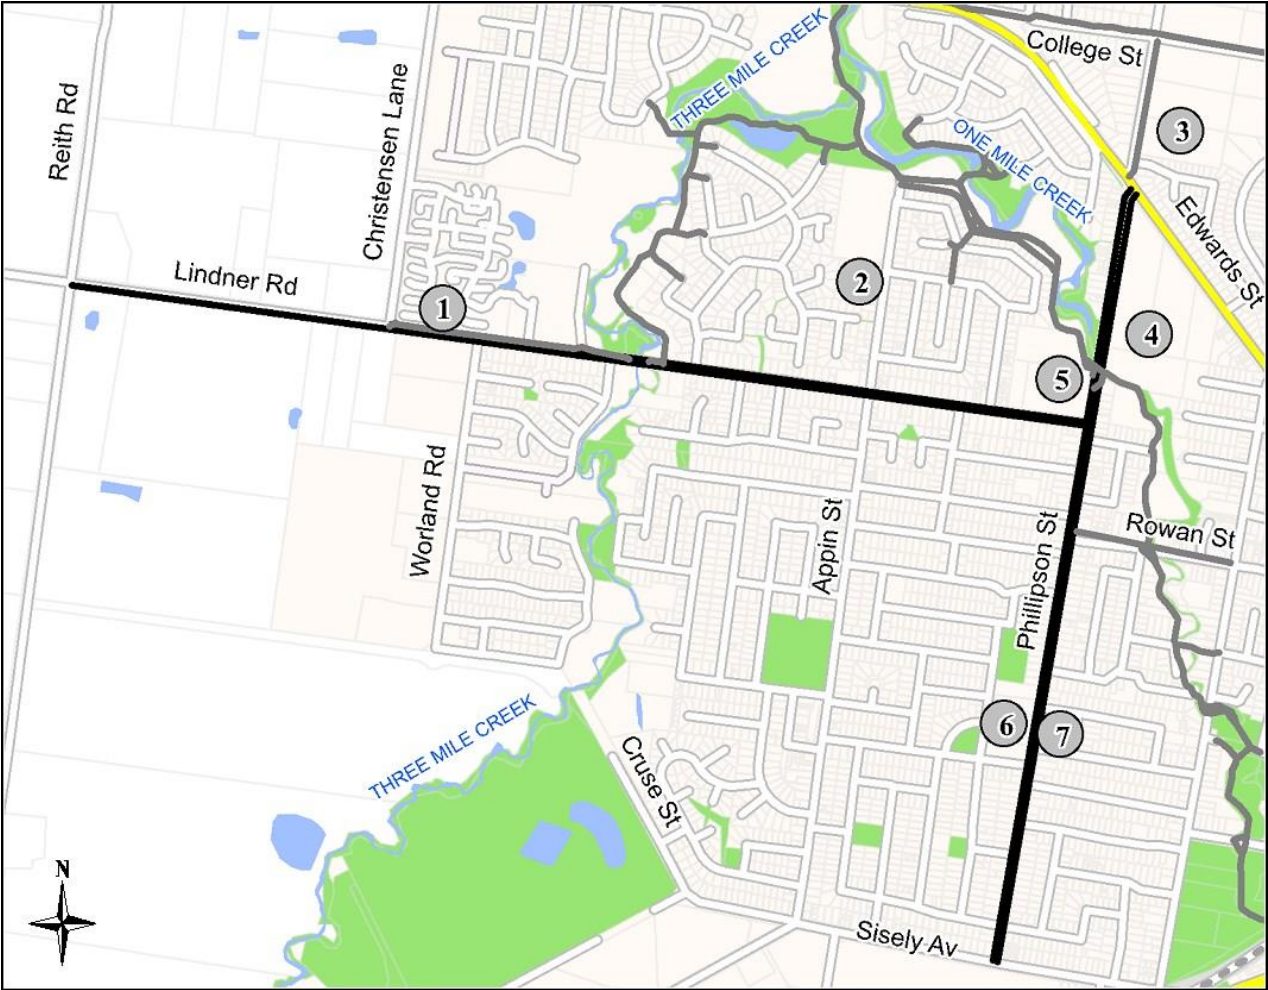 THREE MILE CREEK
College St
Reith Rd
Christensen Lane
3
ONE MILE CREEK
Edwards St
Lindner Rd
2
1
4
5
Worland Rd
Appin St
Phillipson St
Rowan St
THREE MILE CREEK
6
7
Cruse St
N
Sisely Av